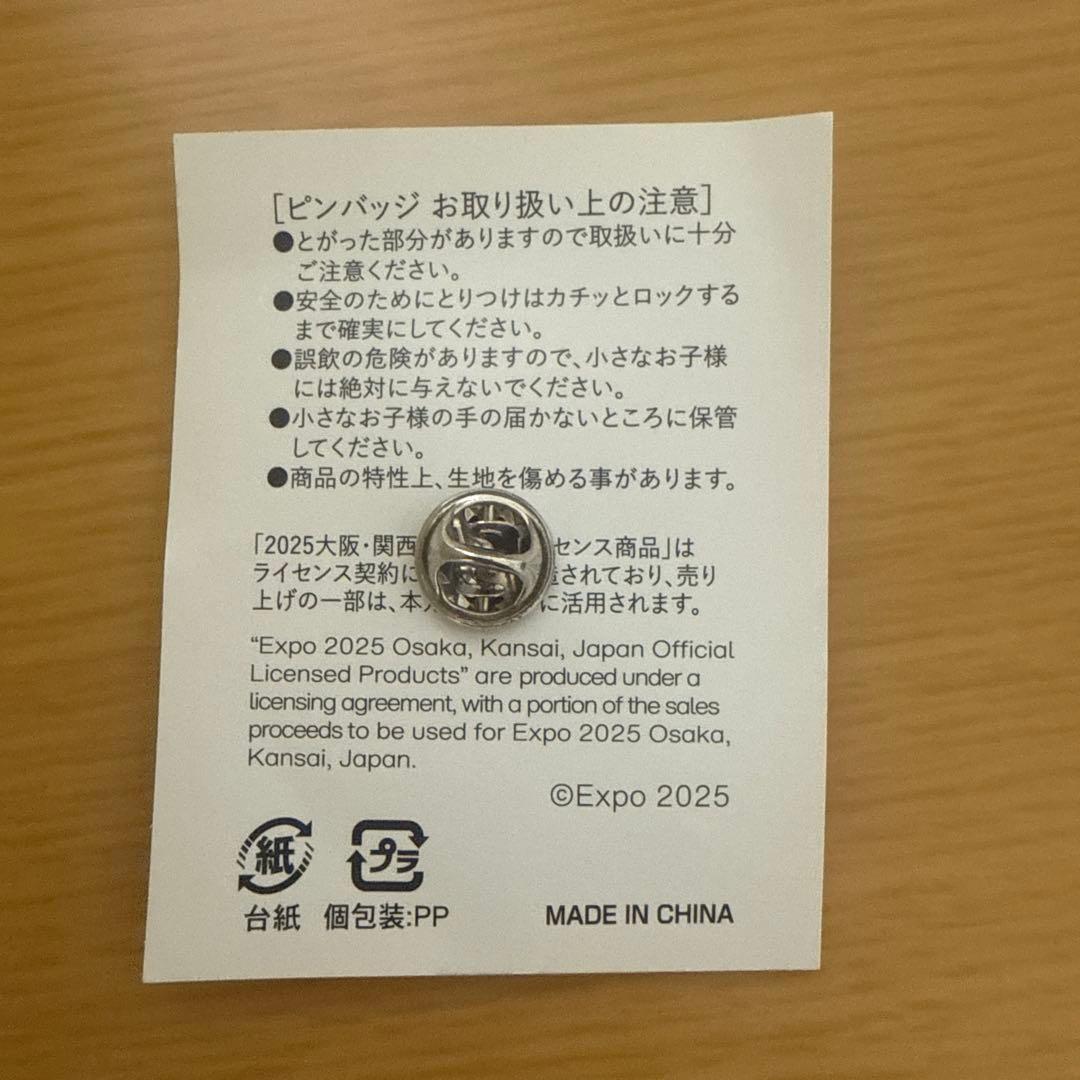 [ピンバッジ お取り扱い上の注意]
●とがった部分がありますので取扱いに十分
ご注意ください。
●安全のためにとりつけはカチッとロックする
まで確実にしてください。
●誤飲の危険がありますので、小さなお子様
には絶対に与えないでください。
●小さなお子様の手の届かないところに保管
してください。
●商品の特性上、生地を傷める事があります。
「2025大阪・関西 センス商品」は
ライセンス契約に されており、売り
上げの一部は、本 に活用されます。
“Expo 2025 Osaka, Kansai, Japan Official
Licensed Products” are produced under a
licensing agreement, with a portion of the sales
proceeds to be used for Expo 2025 Osaka,
Kansai, Japan.
©Expo 2025
紙 プラ
台紙 個包装:PP MADE IN CHINA